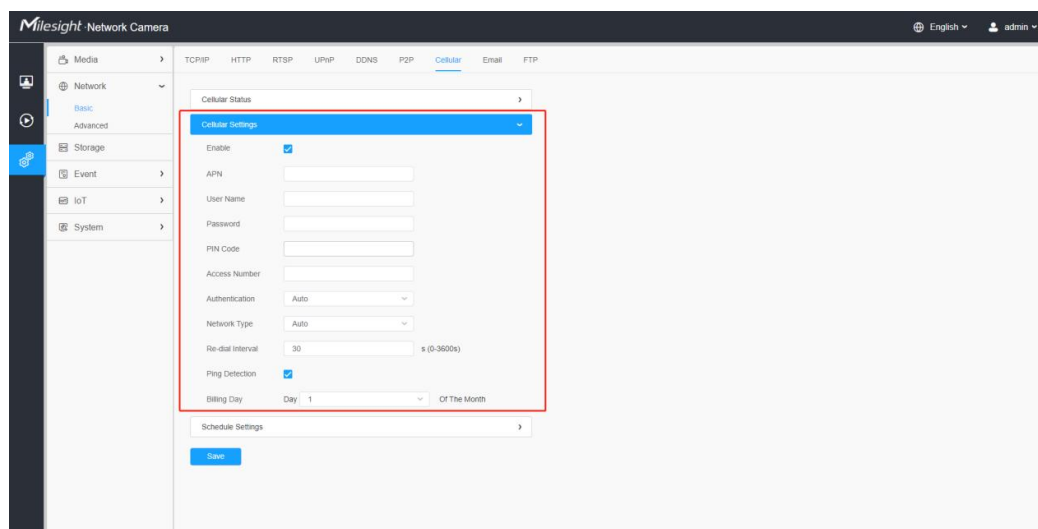 Milesight Network Camera
English
admin
Media
Network
Basic
Advanced
Storage
Event
IoT
System
TCP/IP HTTP RTSP UPnP DDNS P2P Cellular Email FTP
Cellular Status
Cellular Settings
Enable
APN
User Name
Password
PIN Code
Access Number
Authentication Auto
Network Type Auto
Re-dial Interval 30 s (0-3600s)
Ping Detection
Billing Day Day 1 Of The Month
Schedule Settings
Save